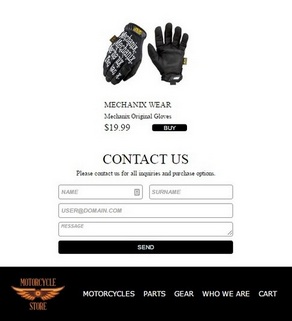 MECHANIX
MECHANIX WEAR
Mechanix Original Gloves
$19.99 BUY
CONTACT US
Please contact us for all inquiries and purchase options.
NAME SURNAME
USER@DOMAIN.COM
MESSAGE
SEND
MOTORCYCLE
STORE
MOTORCYCLES PARTS GEAR WHO WE ARE CART